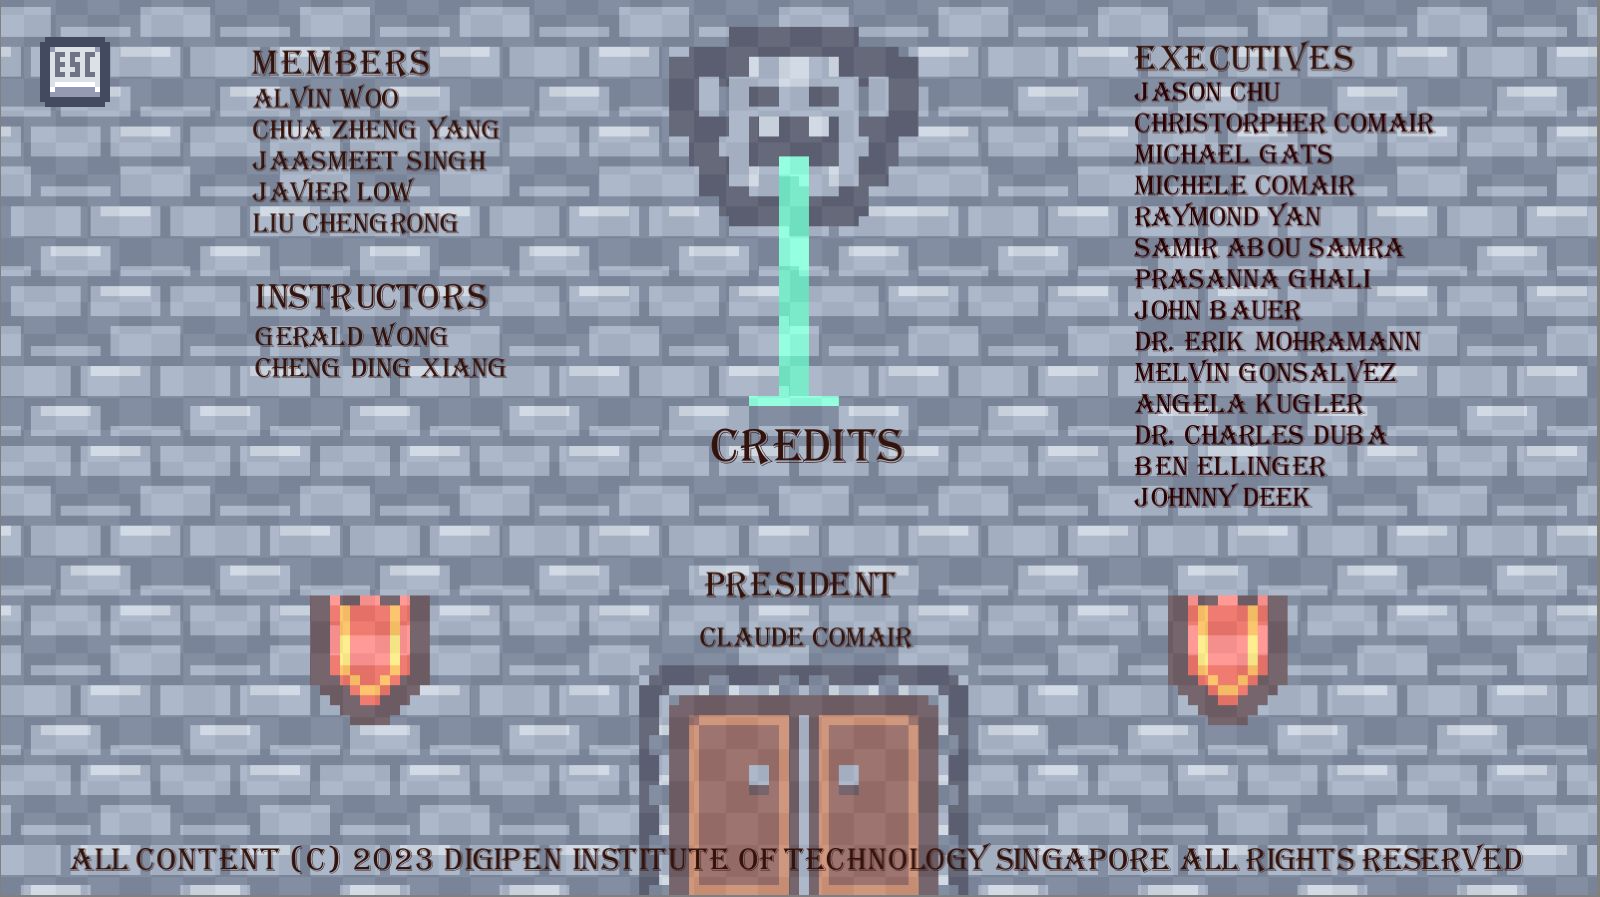 ESC
MEMBERS
ALVIN WOO
CHUA ZHENG YANG
JAASMEET SINGH
JAVIER LOW
LIU CHENGRONG
INSTRUCTORS
GERALD WONG
CHENG DING XIANG
EXECUTIVES
JASON CHU
CHRISTORPHER COMAIR
MICHAEL GATS
MICHELE COMAIR
RAYMOND YAN
SAMIR ABOU SAMRA
PRASANNA GHALI
JOHN BAUER
DR. ERIK MOHRAMANN
MELVIN GONSALVEZ
ANGELA KUGLER
DR. CHARLES DUBA
BEN ELLINGER
JOHNNY DEEK
CREDITS
PRESIDENT
CLAUDE COMAIR
ALL CONTENT (C) 2023 DIGIPEN INSTITUTE OF TECHNOLOGY SINGAPORE ALL RIGHTS RESERVED